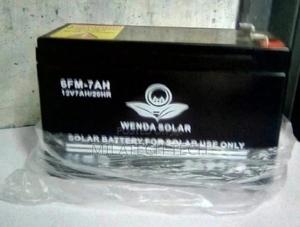 6FM-7AH
12V7AH/20HR
WENDA SOLAR
SOLAR BATTERY FOR SOLAR USE ONLY